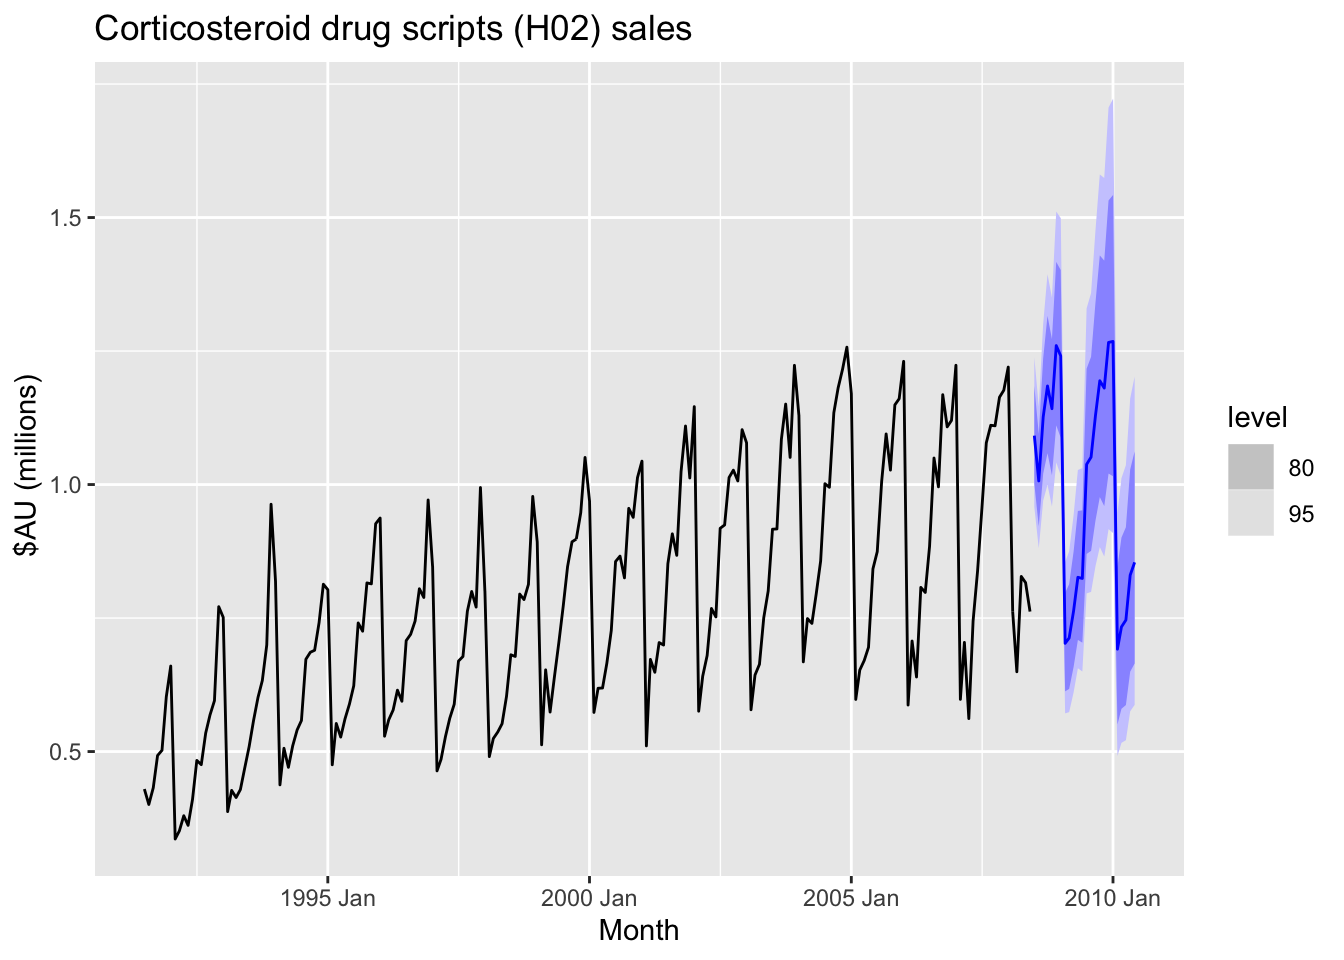 Corticosteroid drug scripts (H02) sales
$AU (millions)
1.5
1.0
0.5
1995 Jan
2000 Jan
2005 Jan
2010 Jan
Month
level
80
95